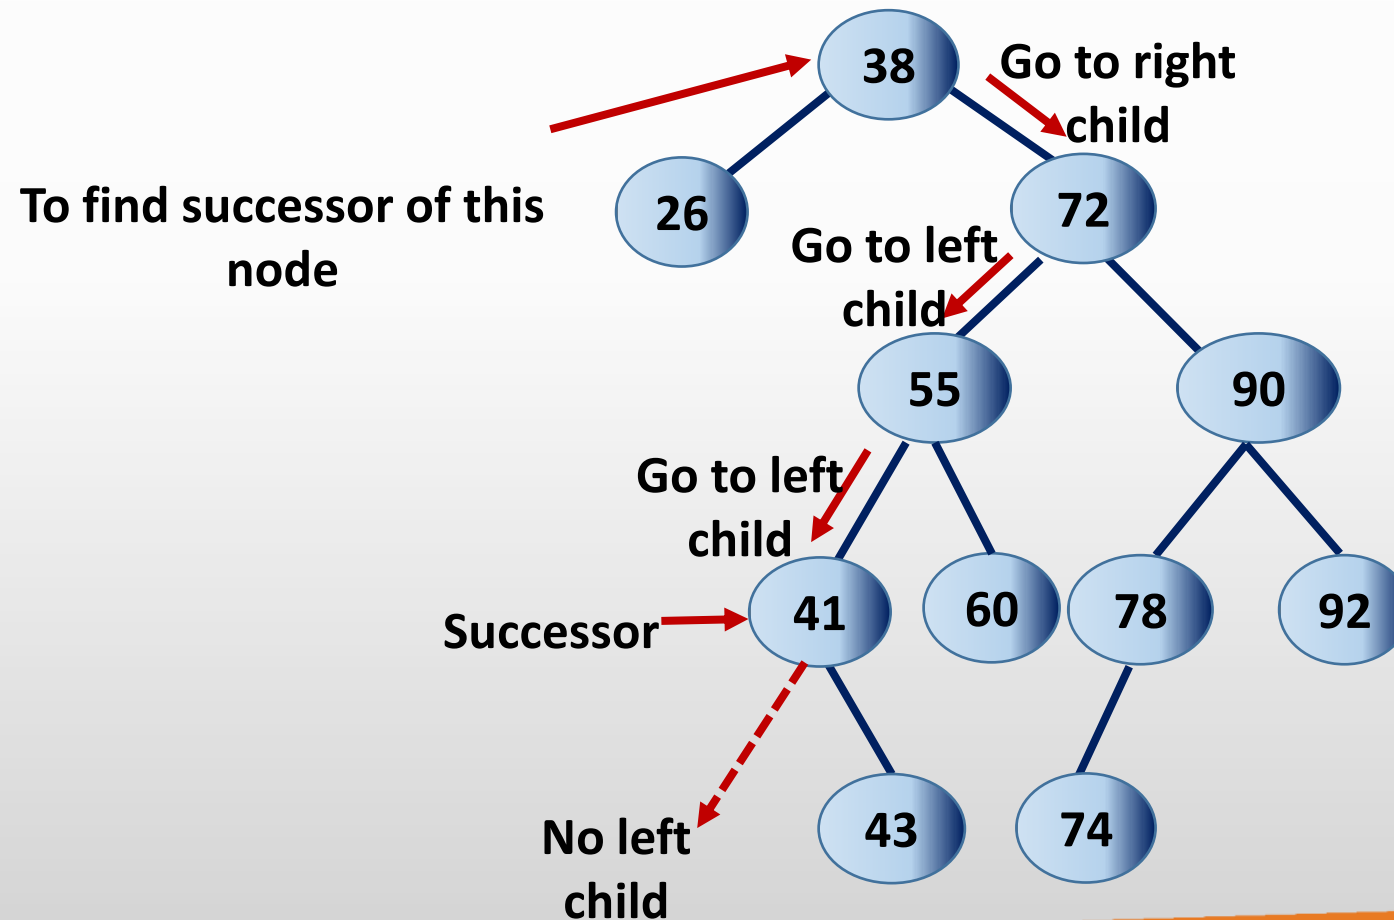 38
Go to right
child
To find successor of this
node
26
72
Go to left
child
55
90
Go to left
child
41
60
78
92
Successor
43
74
No left
child